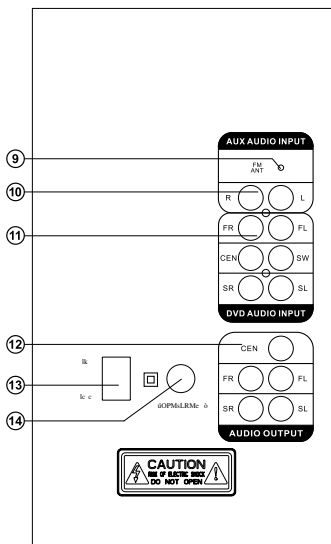 AUX AUDIO INPUT
9
FM
ANT
10
R L
11
FR FL
CEN SW
SR SL
DVD AUDIO INPUT
12
CEN
13
FR FL
14
SR SL
AUDIO OUTPUT
CAUTION
RISK OF ELECTRIC SHOCK
DO NOT OPEN